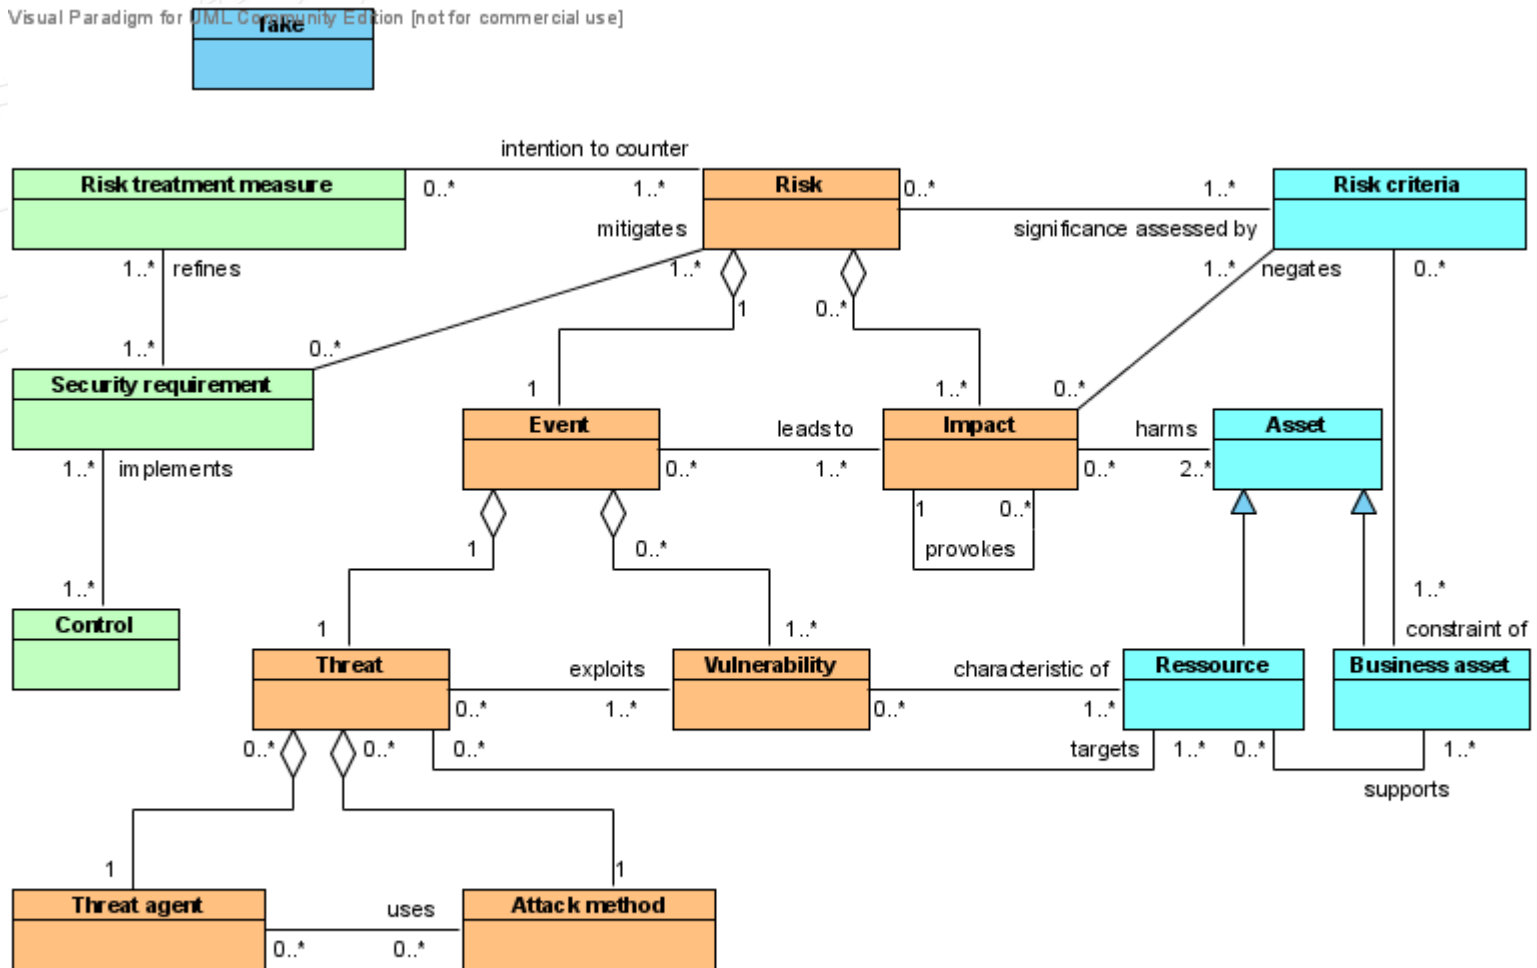 Visual Paradigm for UML Community Edition [not for commercial use]
fake
intention to counter
Risk treatment measure
0..*
1..*
Risk
0..*
1..*
Risk criteria
mitigates
significance assessed by
1..*
refines
1..*
1..*
negates
0..*
1
0..*
1..*
0..*
Security requirement
1
1..*
0..*
Event
leads to
Impact
harms
Asset
1..*
implements
0..*
1..*
0..*
2..*
1
0..*
1
0..*
provokes
1..*
1..*
Control
1
1..*
constraint of
Threat
exploits
Vulnerability
characteristic of
Ressource
Business asset
0..*
1..*
0..*
1..*
0..*
0..*
0..*
targets
1..*
0..*
1..*
supports
1
1
Threat agent
uses
Attack method
0..*
0..*